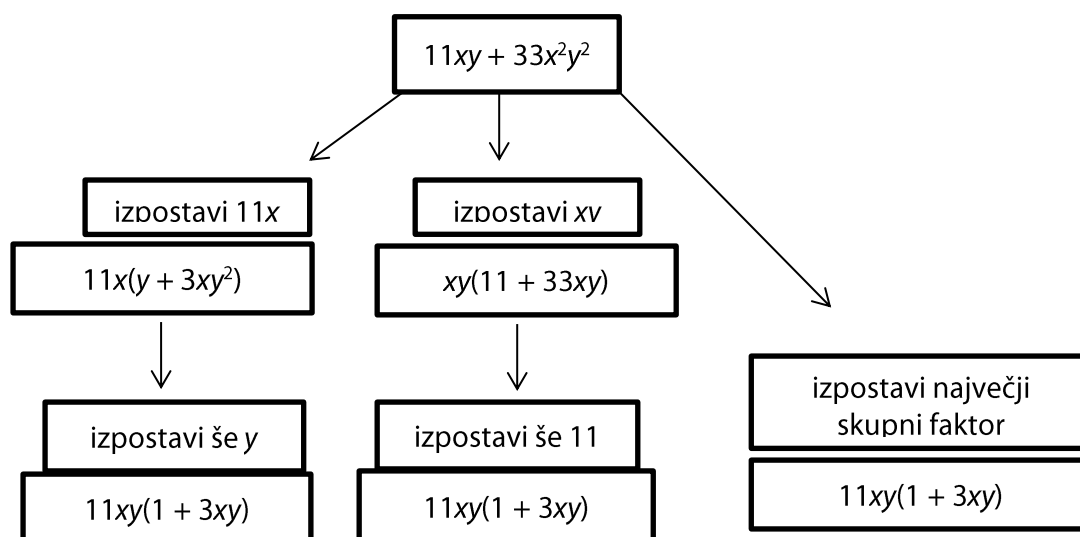 11xy + 33x²y²
izpostavi 11x
izpostavi xy
11x(y + 3xy²)
xy(11 + 33xy)
izpostavi največji
skupni faktor
izpostavi še y
izpostavi še 11
11xy(1 + 3xy)
11xy(1 + 3xy)
11xy(1 + 3xy)